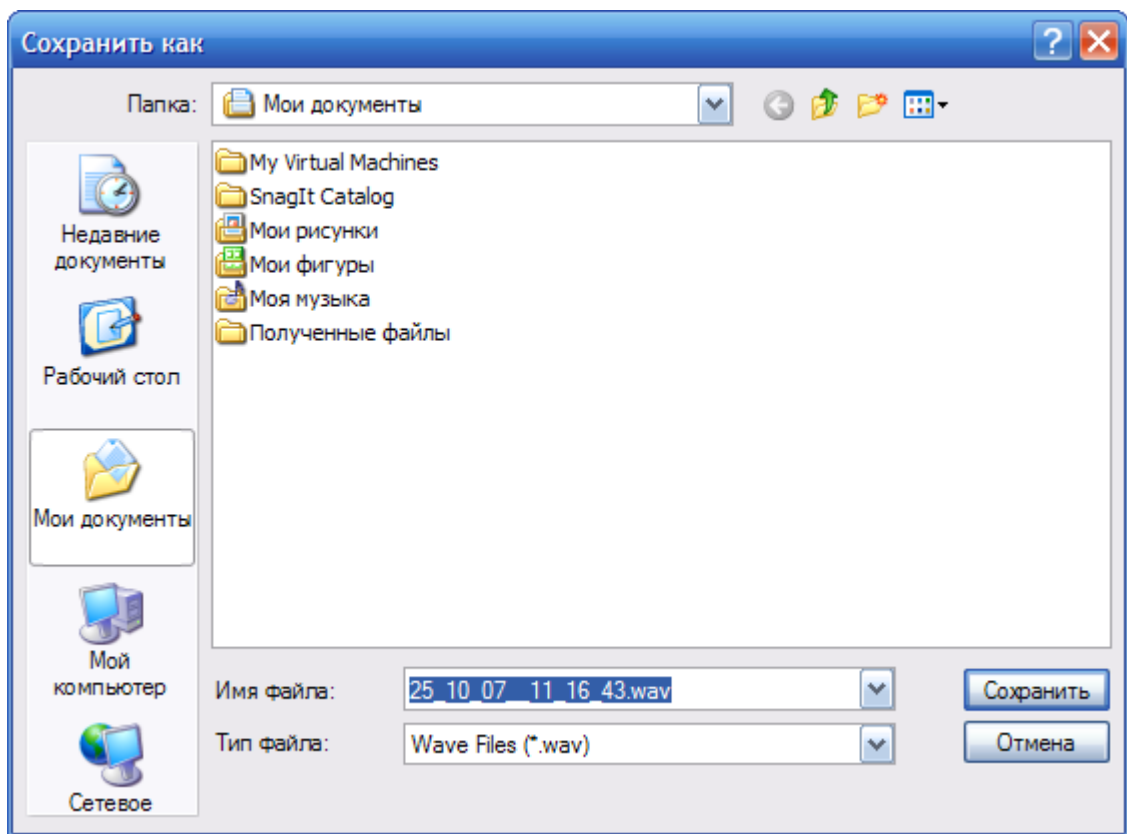 Сохранить как
Папка:
Мои документы
Недавние
документы
Рабочий стол
Мои документы
Мой
компьютер
Сетевое
My Virtual Machines
SnagIt Catalog
Мои рисунки
Мои фигуры
Моя музыка
Полученные файлы
Имя файла:
25_10_07__11_16_43.wav
Сохранить
Тип файла:
Wave Files (*.wav)
Отмена